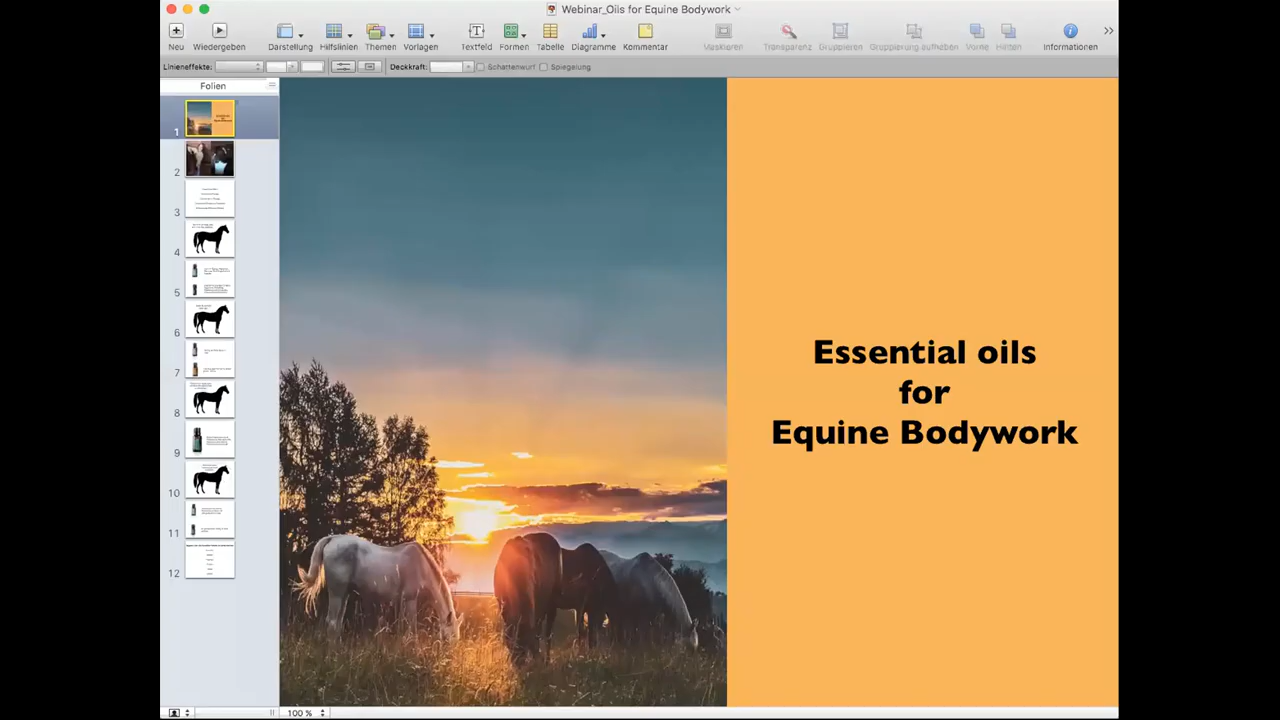 Webinar_Oils for Equine Bodywork
Neu
Wiedergeben
Darstellung
Hilfslinien
Themen
Vorlagen
Textfeld
Formen
Tabelle
Diagramme
Kommentar
Maskieren
Transparenz
Gruppieren
Gruppierung aufheben
Vorne
Hinten
Informationen
Linieneffekte:
Deckkraft:
Schattenwurf
Spiegelung
Folien
1
2
3
4
5
6
7
8
9
10
11
12
Essential oils
for
Equine Bodywork
100 %